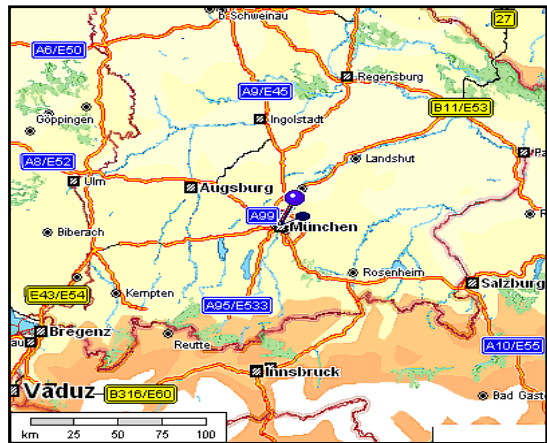 b Schweinau
27
A6/E50
Regensburg
A9/E45
B11/E53
Göppingen
Ingolstadt
Landshut
A8/E52
Ulm
Augsburg
A99
München
Biberach
Rosenheim
Salzburg
E43/E54
Kempten
A95/E533
Bregenz
Reutte
A10/E55
Innsbruck
Vaduz
B316/E60
Bad Gast
km 25 50 75 100